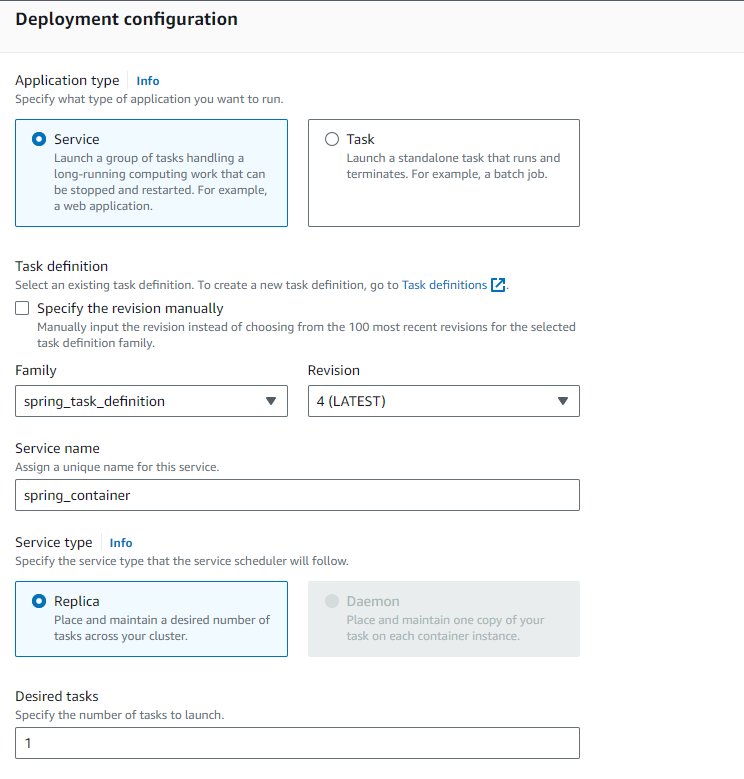 Deployment configuration
Application type Info
Specify what type of application you want to run.
Service
Launch a group of tasks handling a
long-running computing work that can
be stopped and restarted. For example,
a web application.
Task
Launch a standalone task that runs and
terminates. For example, a batch job.
Task definition
Select an existing task definition. To create a new task definition, go to Task definitions.
Specify the revision manually
Manually input the revision instead of choosing from the 100 most recent revisions for the selected
task definition family.
Family
spring_task_definition
Revision
4 (LATEST)
Service name
Assign a unique name for this service.
spring_container
Service type Info
Specify the service type that the service scheduler will follow.
Replica
Place and maintain a desired number of
tasks across your cluster.
Daemon
Place and maintain one copy of your
task on each container instance.
Desired tasks
Specify the number of tasks to launch.
1